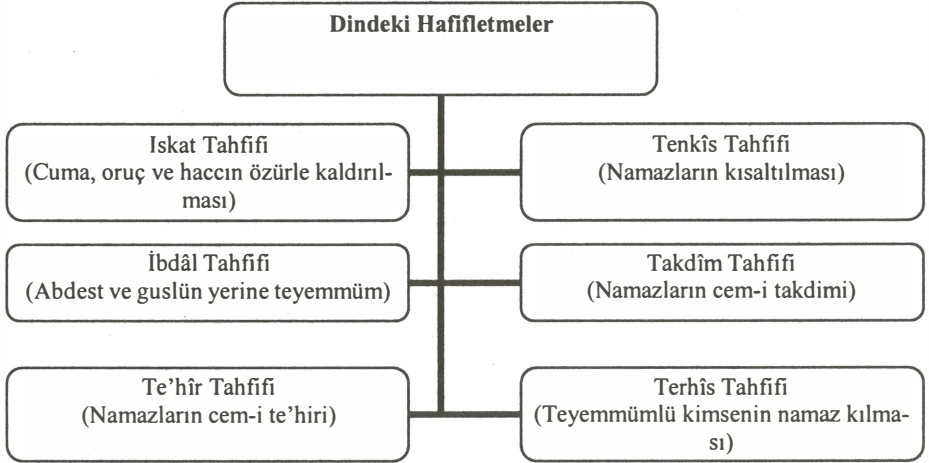 Dindeki Hafifletmeler
Iskat Tahfifi
(Cuma, oruç ve haccın özürle kaldırıl-
ması)
Tenkîs Tahfifi
(Namazların kısaltılması)
İbdâl Tahfifi
(Abdest ve guslün yerine teyemmüm)
Takdîm Tahfifi
(Namazların cem-i takdimi)
Te'hîr Tahfifi
(Namazların cem-i te'hiri)
Terhîs Tahfifi
(Teyemmümlü kimsenin namaz kılma-
sı)